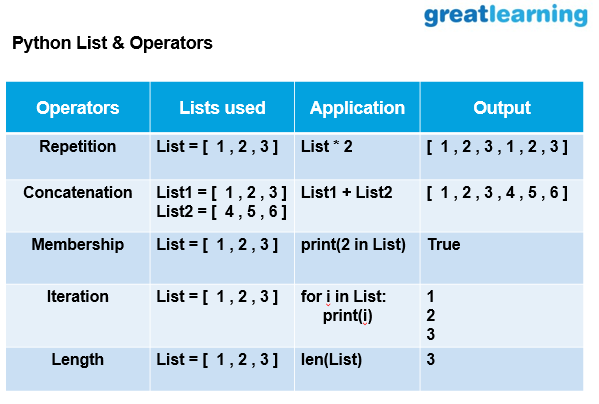 greatlearning
Python List & Operators
Operators Lists used Application Output
Repetition List = [ 1 , 2 , 3 ] List * 2 [ 1 , 2 , 3 , 1 , 2 , 3 ]
Concatenation List1 = [ 1 , 2 , 3 ] List1 + List2 [ 1 , 2 , 3 , 4 , 5 , 6 ]
List2 = [ 4 , 5 , 6 ]
Membership List = [ 1 , 2 , 3 ] print(2 in List) True
Iteration List = [ 1 , 2 , 3 ] for i in List: 1
print(i) 2
3
Length List = [ 1 , 2 , 3 ] len(List) 3